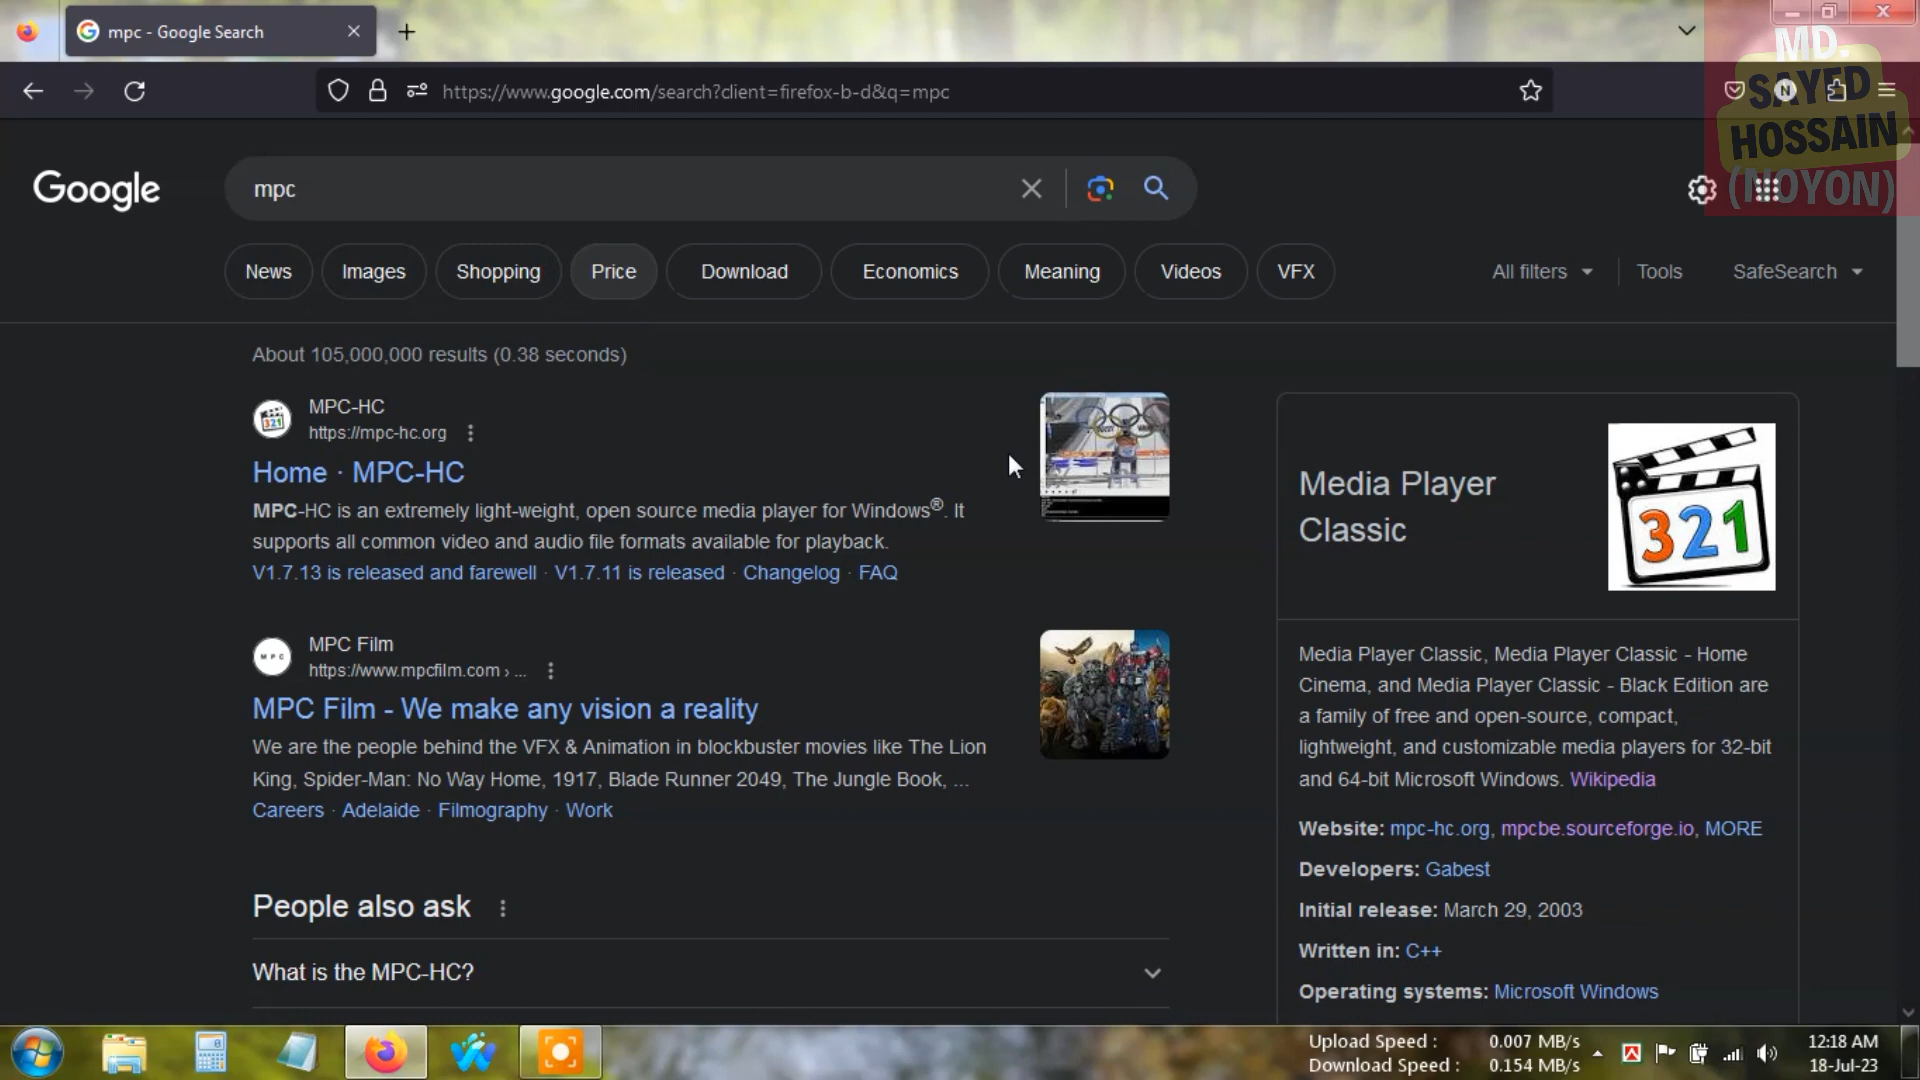 mpc - Google Search
MD.
SAYED
HOSSAIN
(NOYON)
https://www.google.com/search?client=firefox-b-d&q=mpc
N
Google
mpc
News
Images
Shopping
Price
Download
Economics
Meaning
Videos
VFX
All filters
Tools
SafeSearch
About 105,000,000 results (0.38 seconds)
321
MPC-HC
https://mpc-hc.org
Home · MPC-HC
MPC-HC is an extremely light-weight, open source media player for Windows®. It
supports all common video and audio file formats available for playback.
V1.7.13 is released and farewell · V1.7.11 is released · Changelog · FAQ
MPC
MPC Film
https://www.mpcfilm.com › ...
MPC Film - We make any vision a reality
We are the people behind the VFX & Animation in blockbuster movies like The Lion
King, Spider-Man: No Way Home, 1917, Blade Runner 2049, The Jungle Book, ...
Careers · Adelaide · Filmography · Work
People also ask
What is the MPC-HC?
Media Player
Classic
321
Media Player Classic, Media Player Classic - Home
Cinema, and Media Player Classic - Black Edition are
a family of free and open-source, compact,
lightweight, and customizable media players for 32-bit
and 64-bit Microsoft Windows. Wikipedia
Website: mpc-hc.org, mpcbe.sourceforge.io, MORE
Developers: Gabest
Initial release: March 29, 2003
Written in: C++
Operating systems: Microsoft Windows
Upload Speed : 0.007 MB/s
Download Speed : 0.154 MB/s
12:18 AM
18-Jul-23